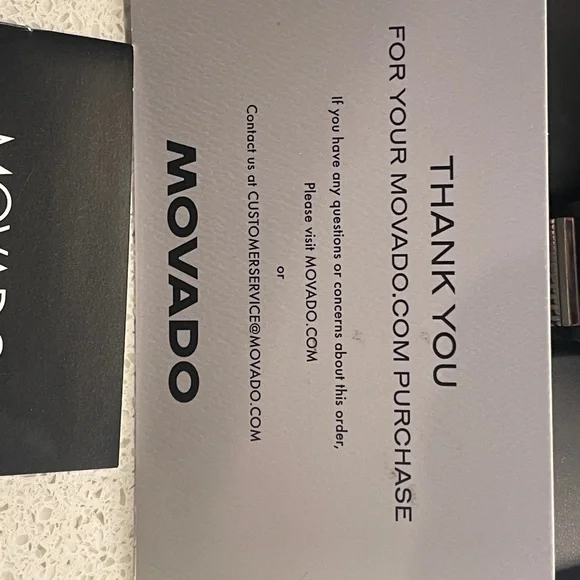 THANK YOU
FOR YOUR MOVADO.COM PURCHASE
If you have any questions or concerns about this order,
Please visit MOVADO.COM
or
Contact us at CUSTOMERSERVICE@MOVADO.COM
MOVADO
MOVADO